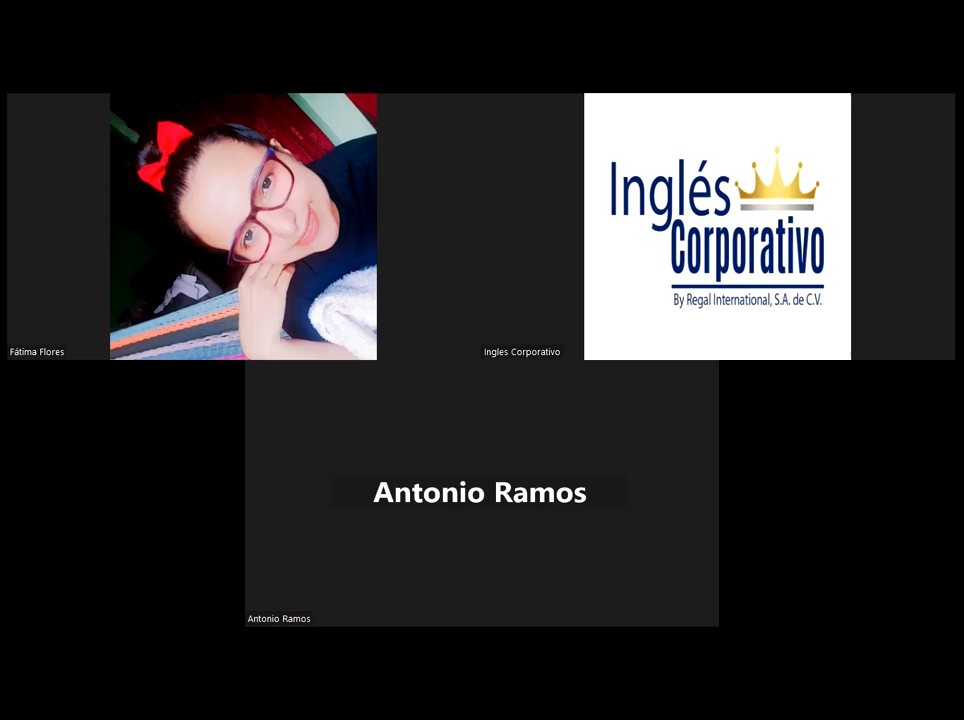 Inglés
Corporativo
By Regal International, S.A. de C.V.
Fátima Flores
Ingles Corporativo
Antonio Ramos
Antonio Ramos